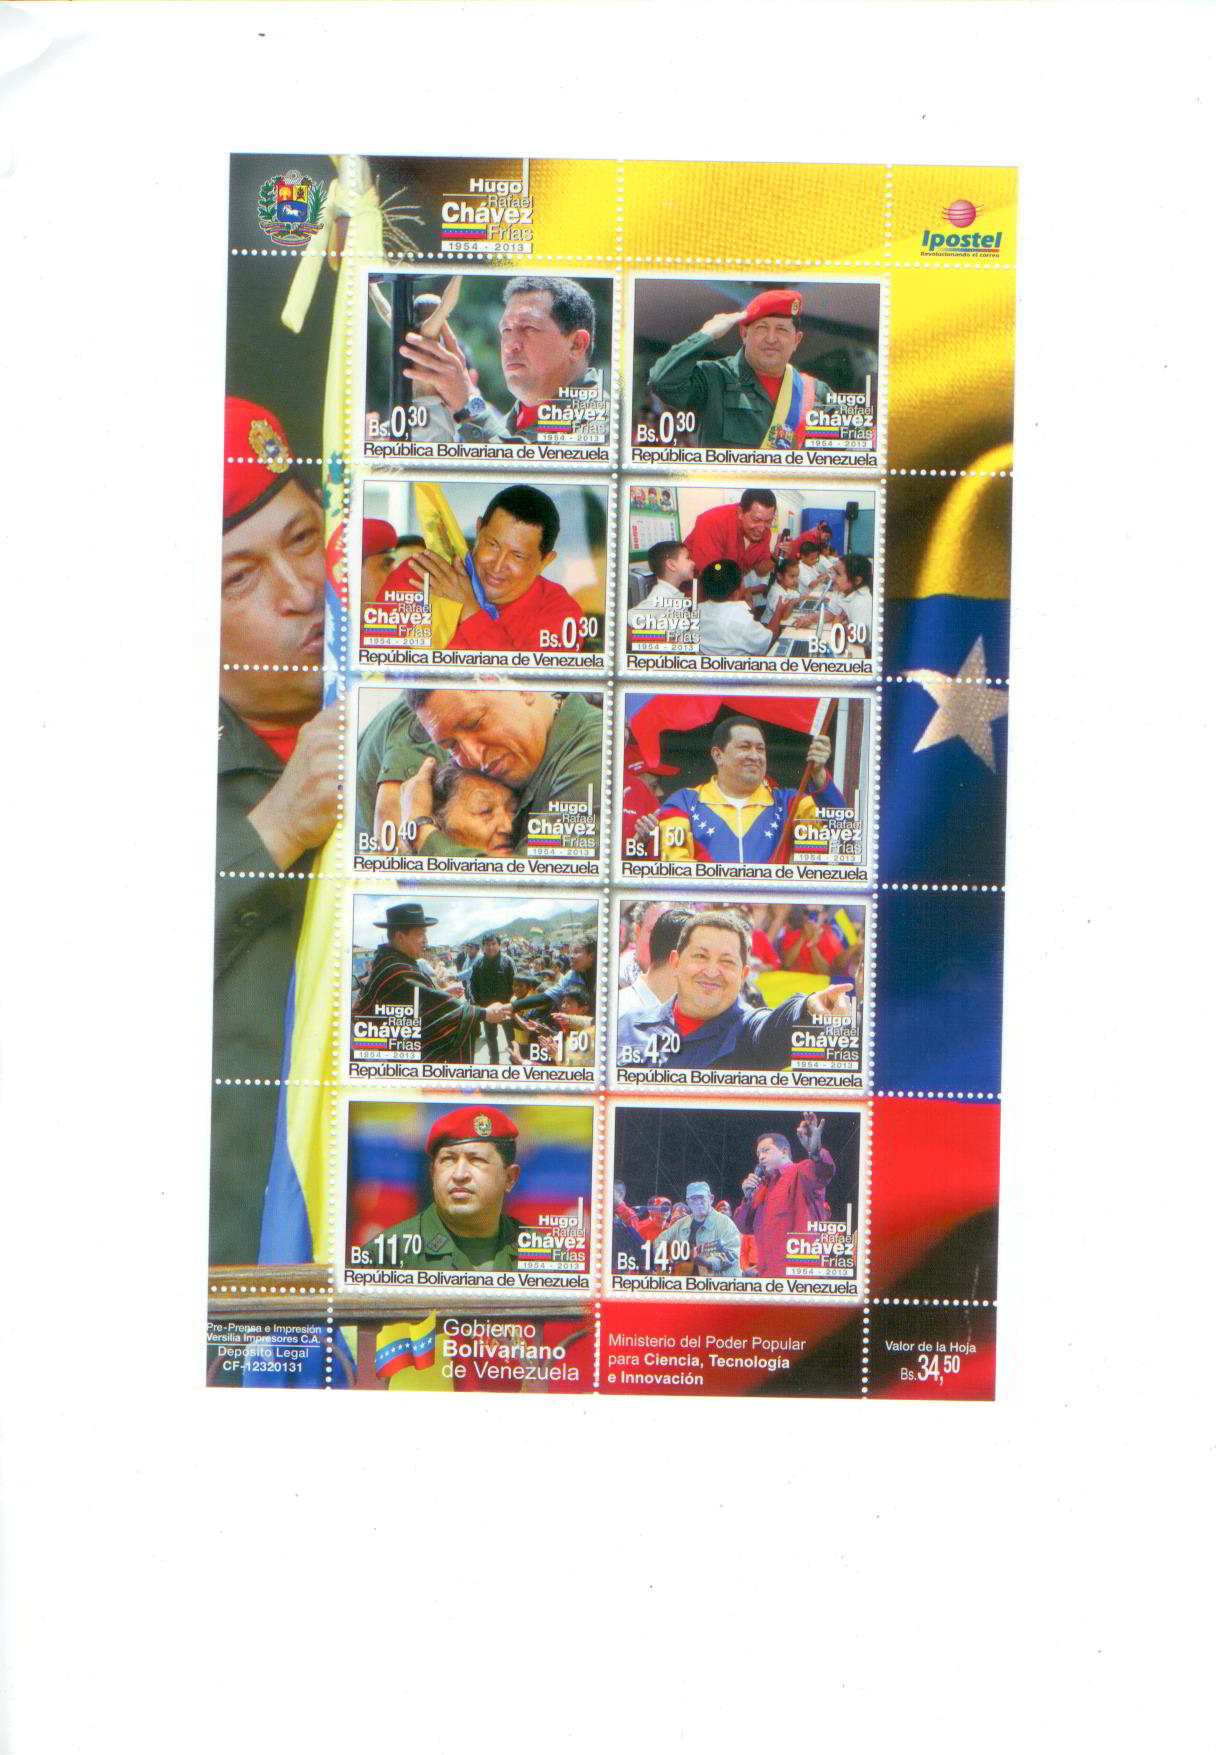 Hugo
Rafael
Chávez
Frías
1954 - 2013
Ipostel
Revolucionando el correo
Bs.0,30
Hugo
Rafael
Chávez
Frías
1954 - 2013
República Bolivariana de Venezuela
Bs.0,30
Hugo
Rafael
Chávez
Frías
1954 - 2013
República Bolivariana de Venezuela
Hugo
Rafael
Chávez
Frías
1954 - 2013
Bs.0,30
República Bolivariana de Venezuela
Hugo
Rafael
Chávez
Frías
1954 - 2013
Bs.0,30
República Bolivariana de Venezuela
Bs.0,40
Hugo
Rafael
Chávez
Frías
1954 - 2013
República Bolivariana de Venezuela
Bs.1,50
Hugo
Rafael
Chávez
Frías
1954 - 2013
República Bolivariana de Venezuela
Hugo
Rafael
Chávez
Frías
1954 - 2013
Bs.1,50
República Bolivariana de Venezuela
Bs.4,20
Hugo
Rafael
Chávez
Frías
1954 - 2013
República Bolivariana de Venezuela
Bs.11,70
Hugo
Rafael
Chávez
Frías
1954 - 2013
República Bolivariana de Venezuela
Bs.14,00
Hugo
Rafael
Chávez
Frías
1954 - 2013
República Bolivariana de Venezuela
Pre-Prensa e Impresión
Versilia Impresores C.A.
Depósito Legal
CF-12320131
Gobierno
Bolivariano
de Venezuela
Ministerio del Poder Popular
para Ciencia, Tecnología
e Innovación
Valor de la Hoja
Bs.34,50